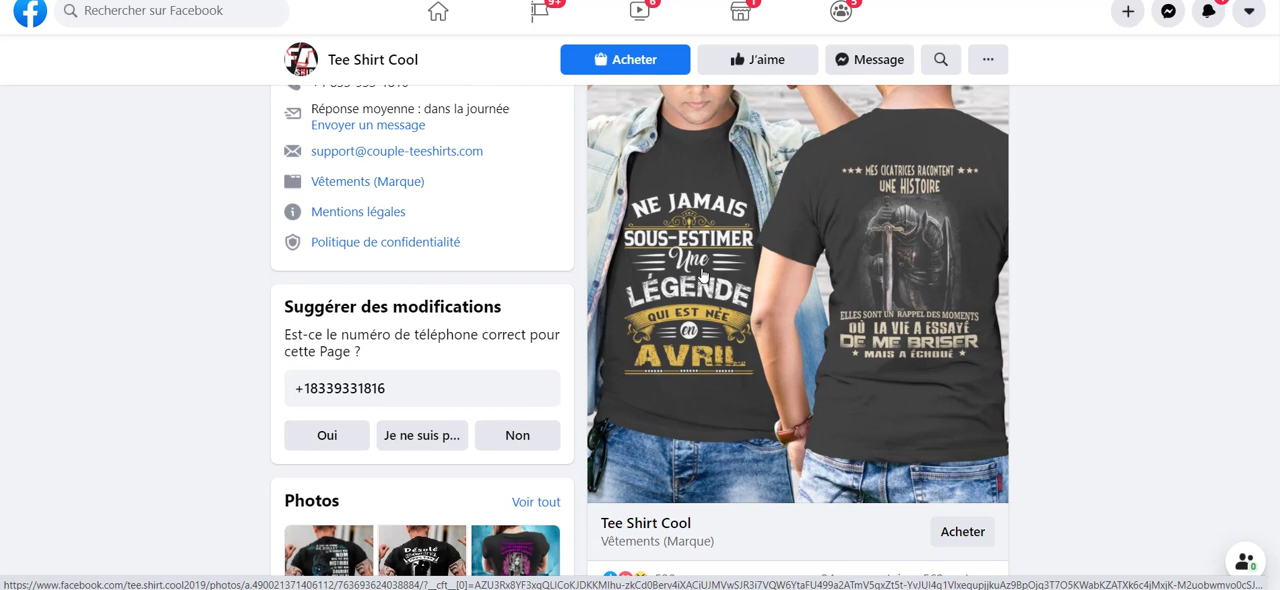 Rechercher sur Facebook
9+
6
1
5
Tee Shirt Cool
Acheter
J'aime
Message
Réponse moyenne : dans la journée
Envoyer un message
support@couple-teeshirts.com
Vêtements (Marque)
Mentions légales
Politique de confidentialité
Suggérer des modifications
Est-ce le numéro de téléphone correct pour
cette Page ?
+18339331816
Oui
Je ne suis p...
Non
Photos
Voir tout
NE JAMAIS
SOUS-ESTIMER
Une
LÉGENDE
QUI EST NÉE
en
AVRIL
MES CICATRICES RACONTENT
UNE HISTOIRE
ELLES SONT UN RAPPEL DES MOMENTS
OÙ LA VIE A ESSAYÉ
DE ME BRISER
MAIS A ÉCHOUÉ
Tee Shirt Cool
Vêtements (Marque)
Acheter
Désolé
0